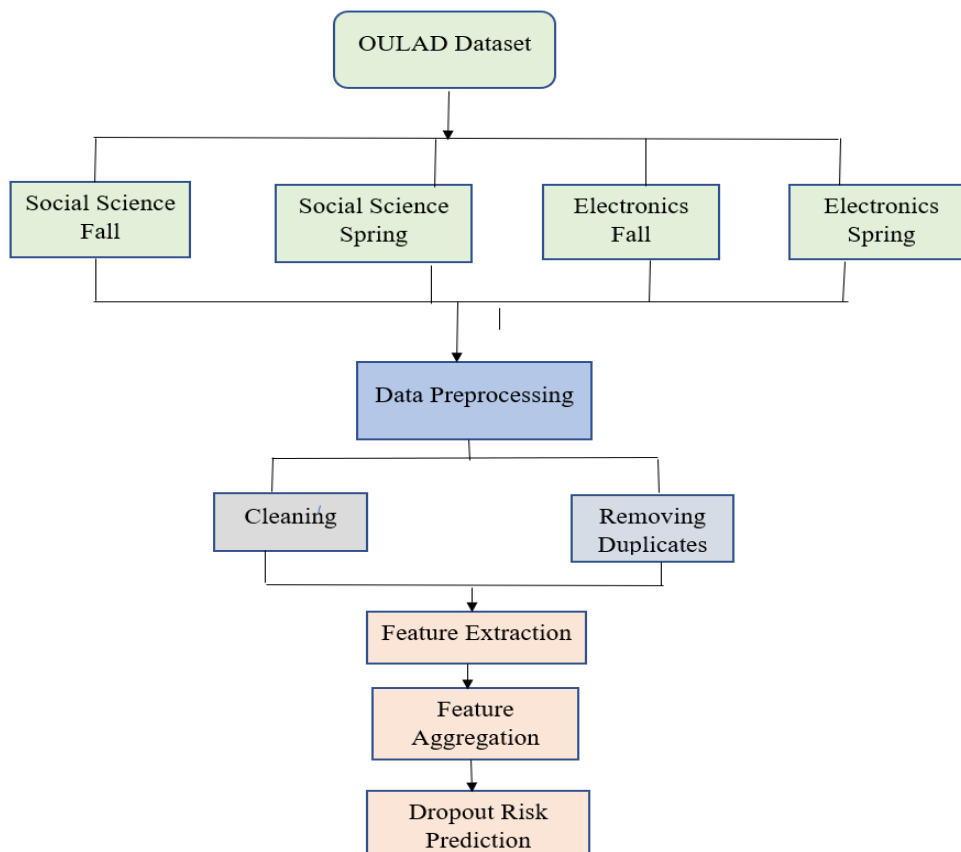 OULAD Dataset
Social Science
Fall
Social Science
Spring
Electronics
Fall
Electronics
Spring
Data Preprocessing
Cleaning
Removing
Duplicates
Feature Extraction
Feature
Aggregation
Dropout Risk
Prediction